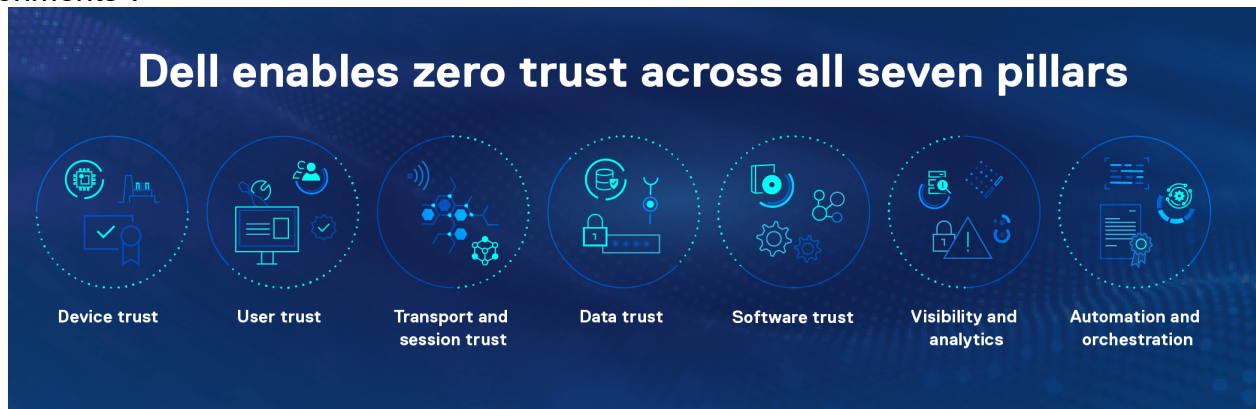 Dell enables zero trust across all seven pillars
Device trust
User trust
Transport and
session trust
Data trust
Software trust
Visibility and
analytics
Automation and
orchestration